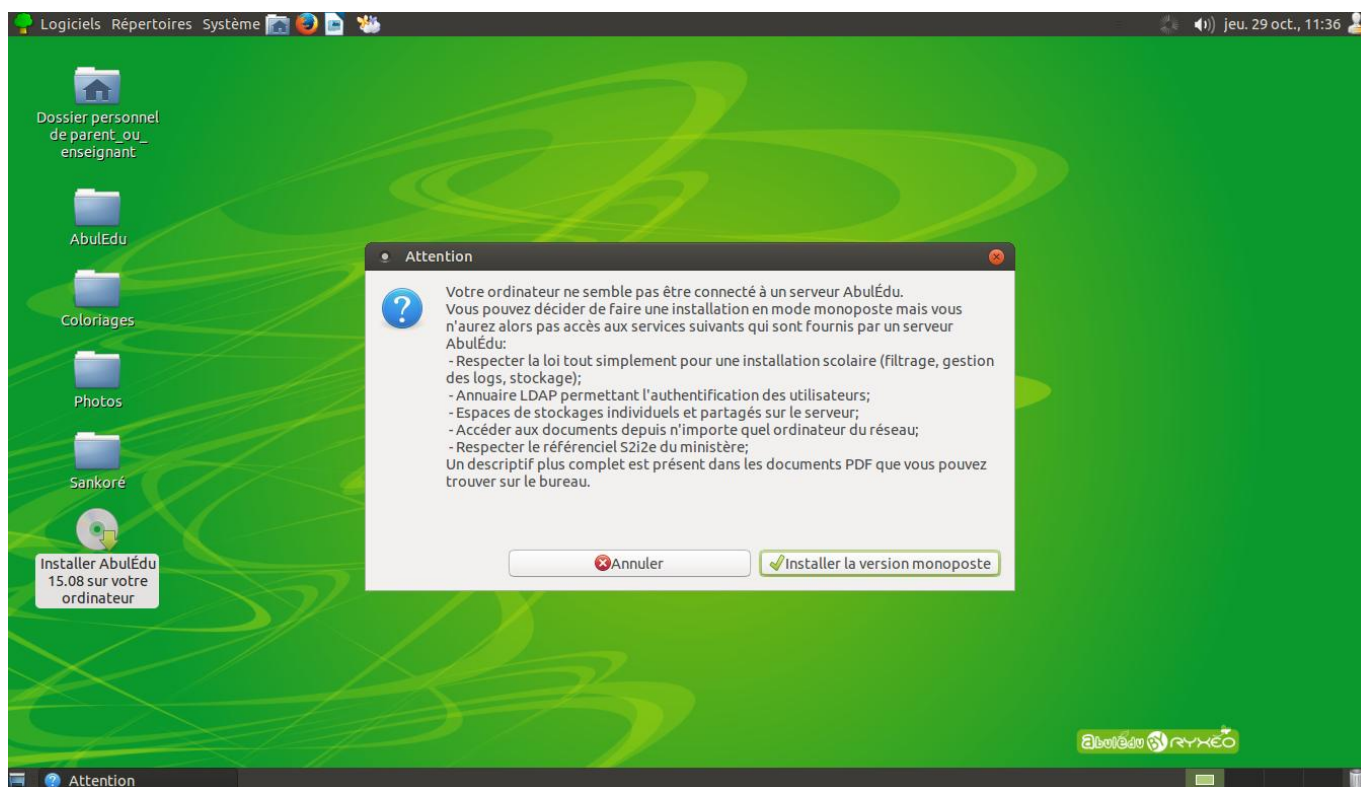 Logiciels Répertoires Système
jeu. 29 oct., 11:36
Dossier personnel
de parent_ou_
enseignant
AbulEdu
Coloriages
Photos
Sankoré
Installer AbulÉdu
15.08 sur votre
ordinateur
Attention
Votre ordinateur ne semble pas être connecté à un serveur AbulÉdu.
Vous pouvez décider de faire une installation en mode monoposte mais vous
n'aurez alors pas accès aux services suivants qui sont fournis par un serveur
AbulÉdu:
- Respecter la loi tout simplement pour une installation scolaire (filtrage, gestion
des logs, stockage);
- Annuaire LDAP permettant l'authentification des utilisateurs;
- Espaces de stockages individuels et partagés sur le serveur;
- Accéder aux documents depuis n'importe quel ordinateur du réseau;
- Respecter le référenciel S2i2e du ministère;
Un descriptif plus complet est présent dans les documents PDF que vous pouvez
trouver sur le bureau.
Annuler
Installer la version monoposte
abulédu by RYXÉO
Attention